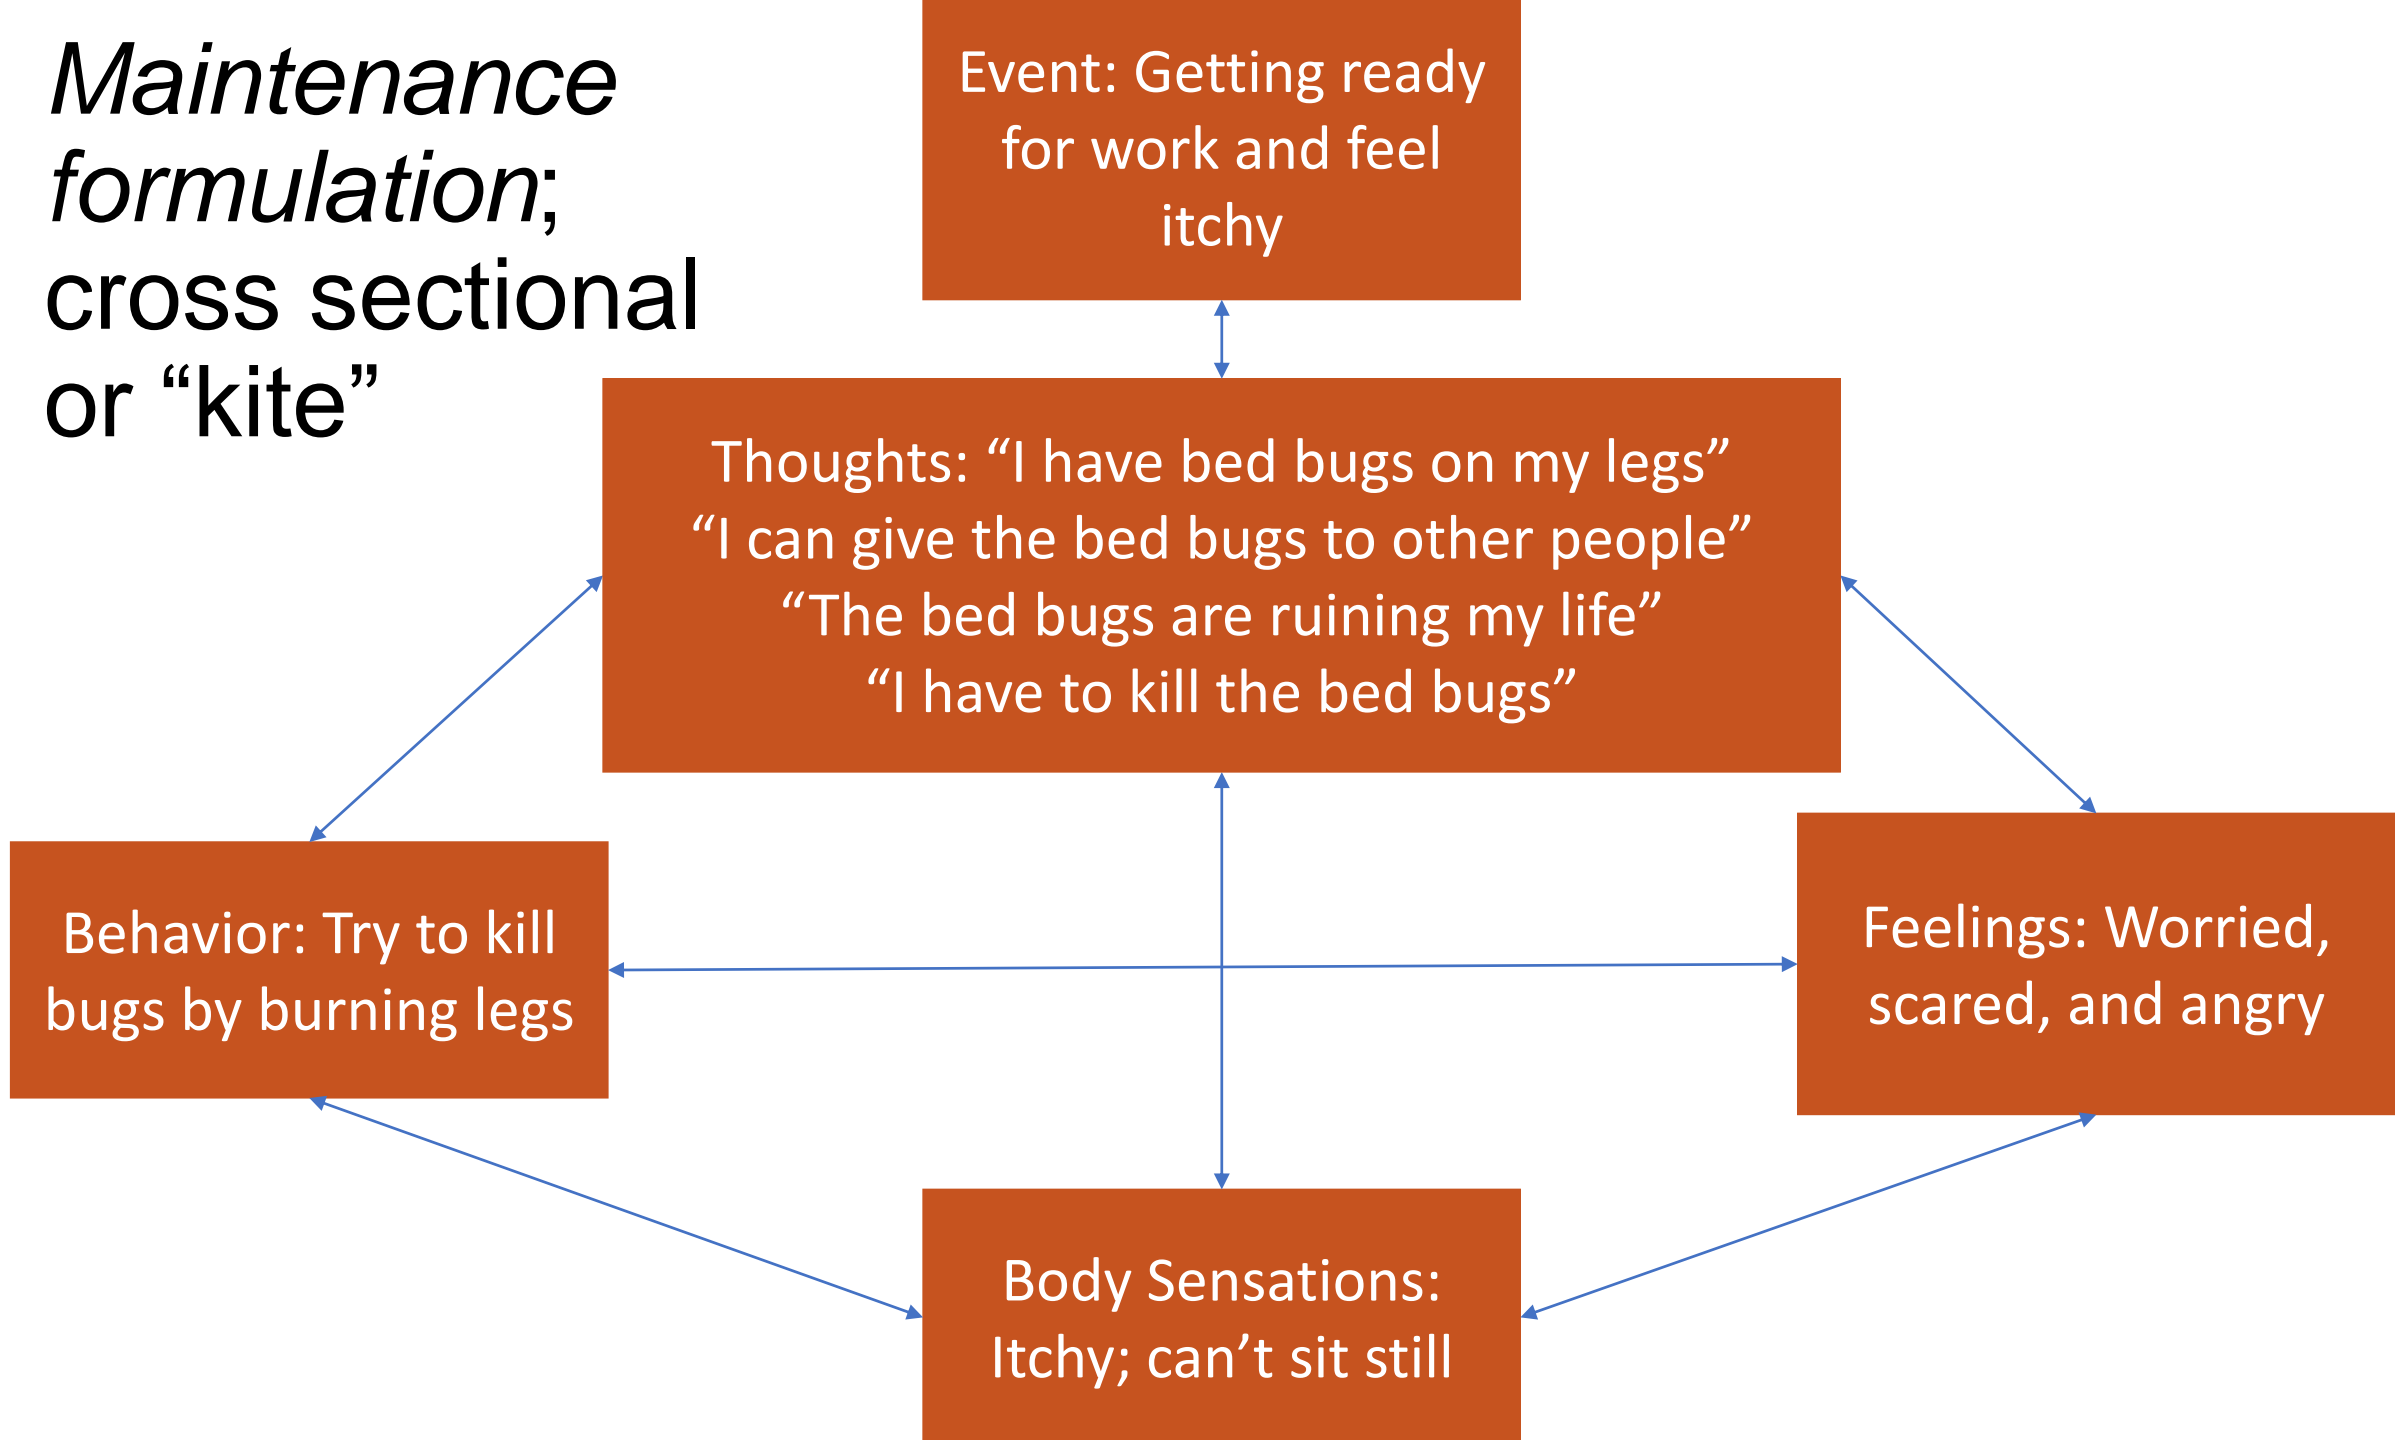 Maintenance
formulation;
cross sectional
or “kite”
Event: Getting ready
for work and feel
itchy
Thoughts: “I have bed bugs on my legs”
“I can give the bed bugs to other people”
“The bed bugs are ruining my life”
“I have to kill the bed bugs”
Behavior: Try to kill
bugs by burning legs
Feelings: Worried,
scared, and angry
Body Sensations:
Itchy; can’t sit still